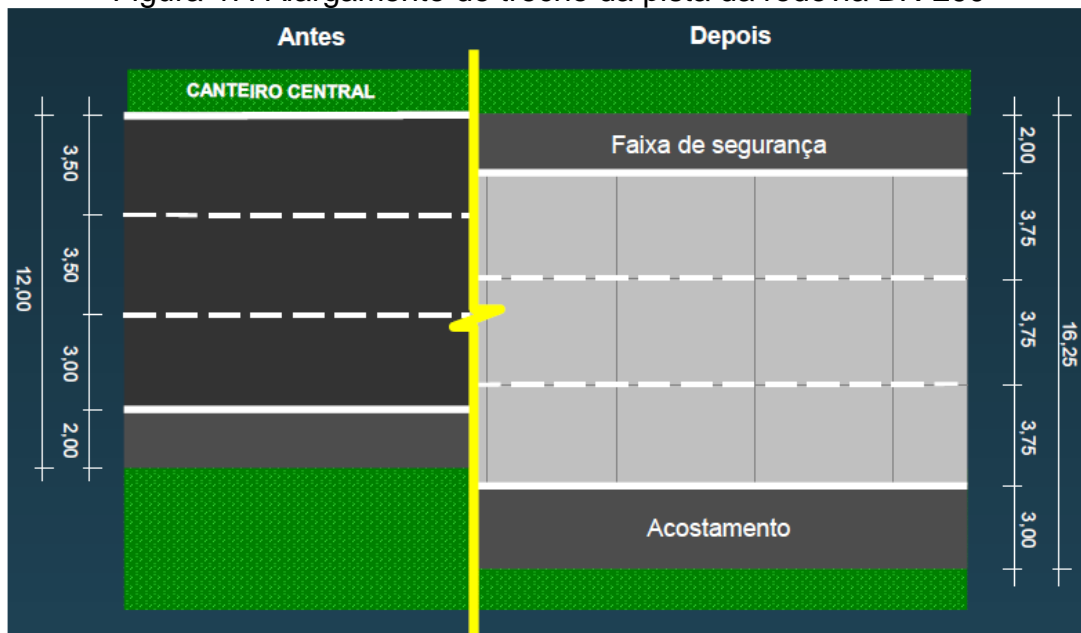 Antes
Depois
CANTEIRO CENTRAL
Faixa de segurança
Acostamento
12,00
3,50
3,50
3,00
2,00
2,00
3,75
3,75
3,75
3,00
16,25